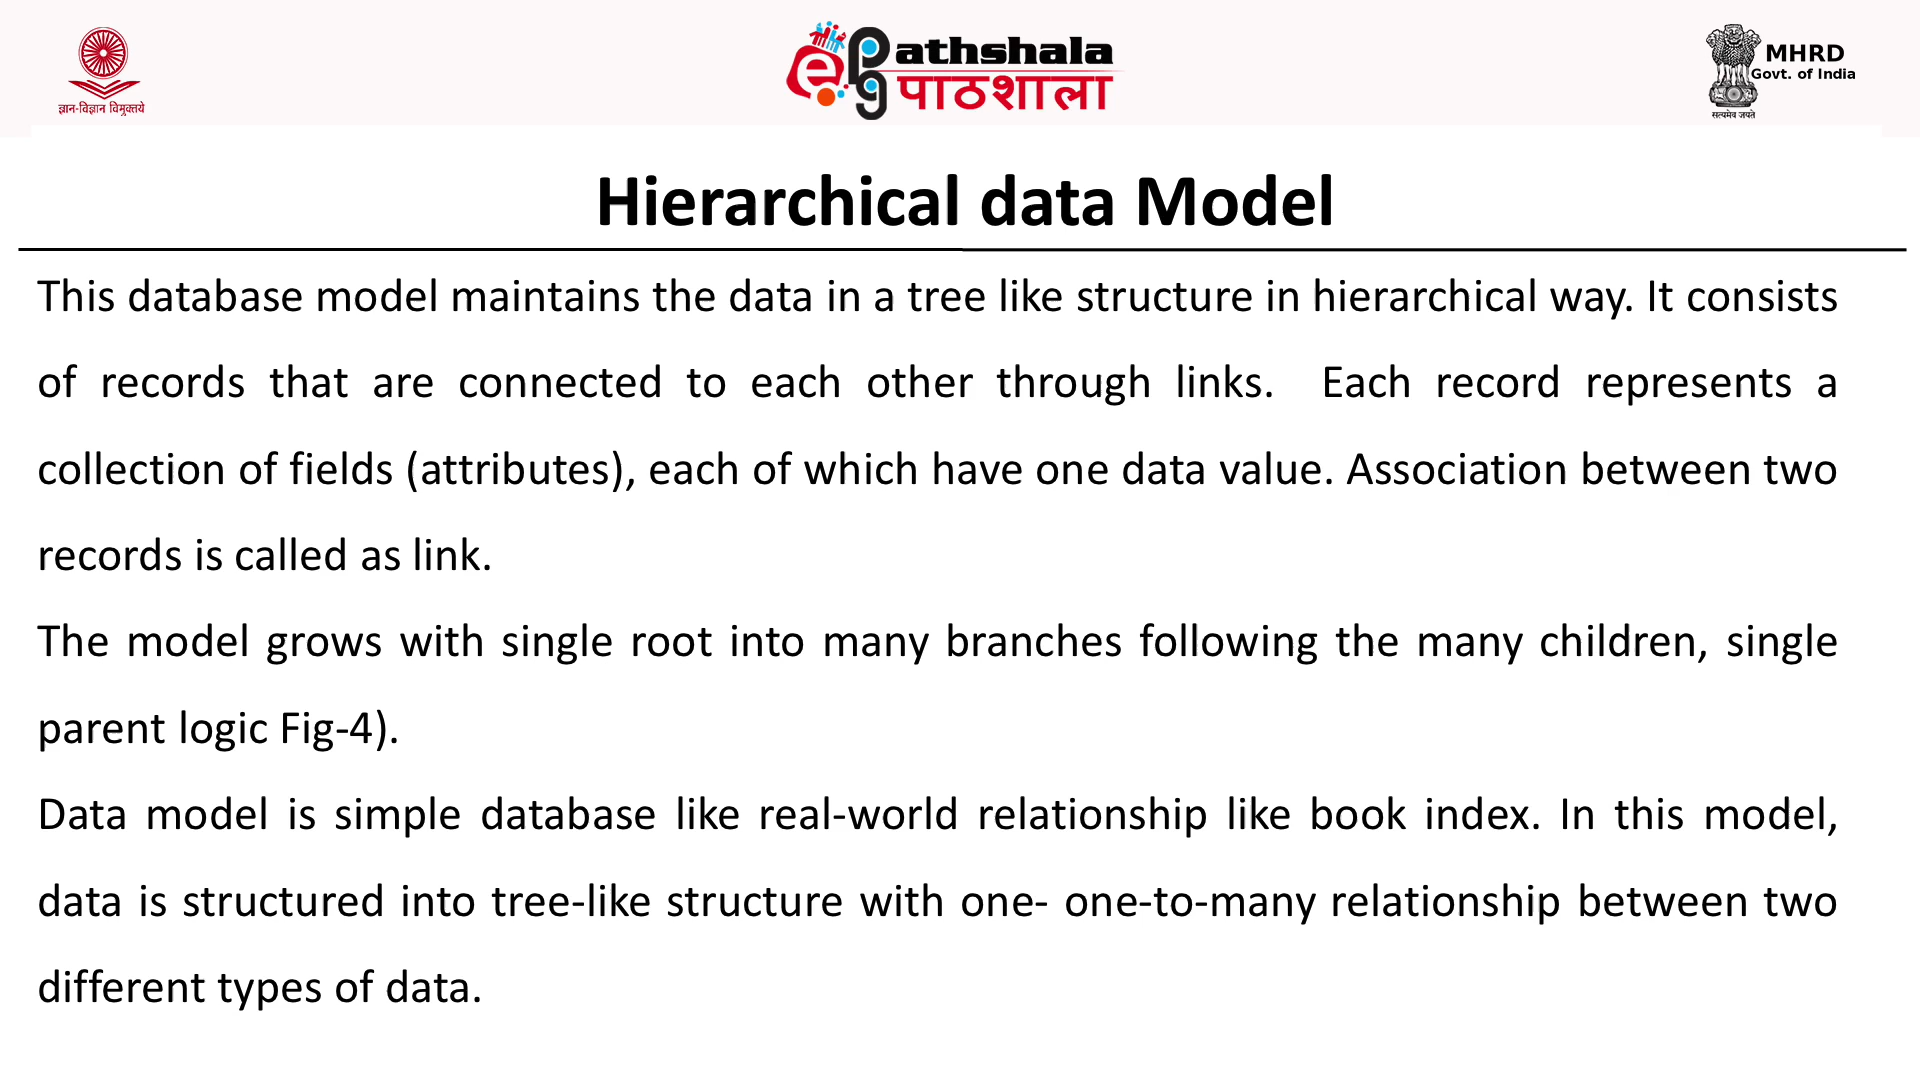 ज्ञान-विज्ञान विमुक्तये
e Pg athshala
पाठशाला
MHRD
Govt. of India
सत्यमेव जयते
Hierarchical data Model
This database model maintains the data in a tree like structure in hierarchical way. It consists
of records that are connected to each other through links. Each record represents a
collection of fields (attributes), each of which have one data value. Association between two
records is called as link.
The model grows with single root into many branches following the many children, single
parent logic Fig-4).
Data model is simple database like real-world relationship like book index. In this model,
data is structured into tree-like structure with one- one-to-many relationship between two
different types of data.